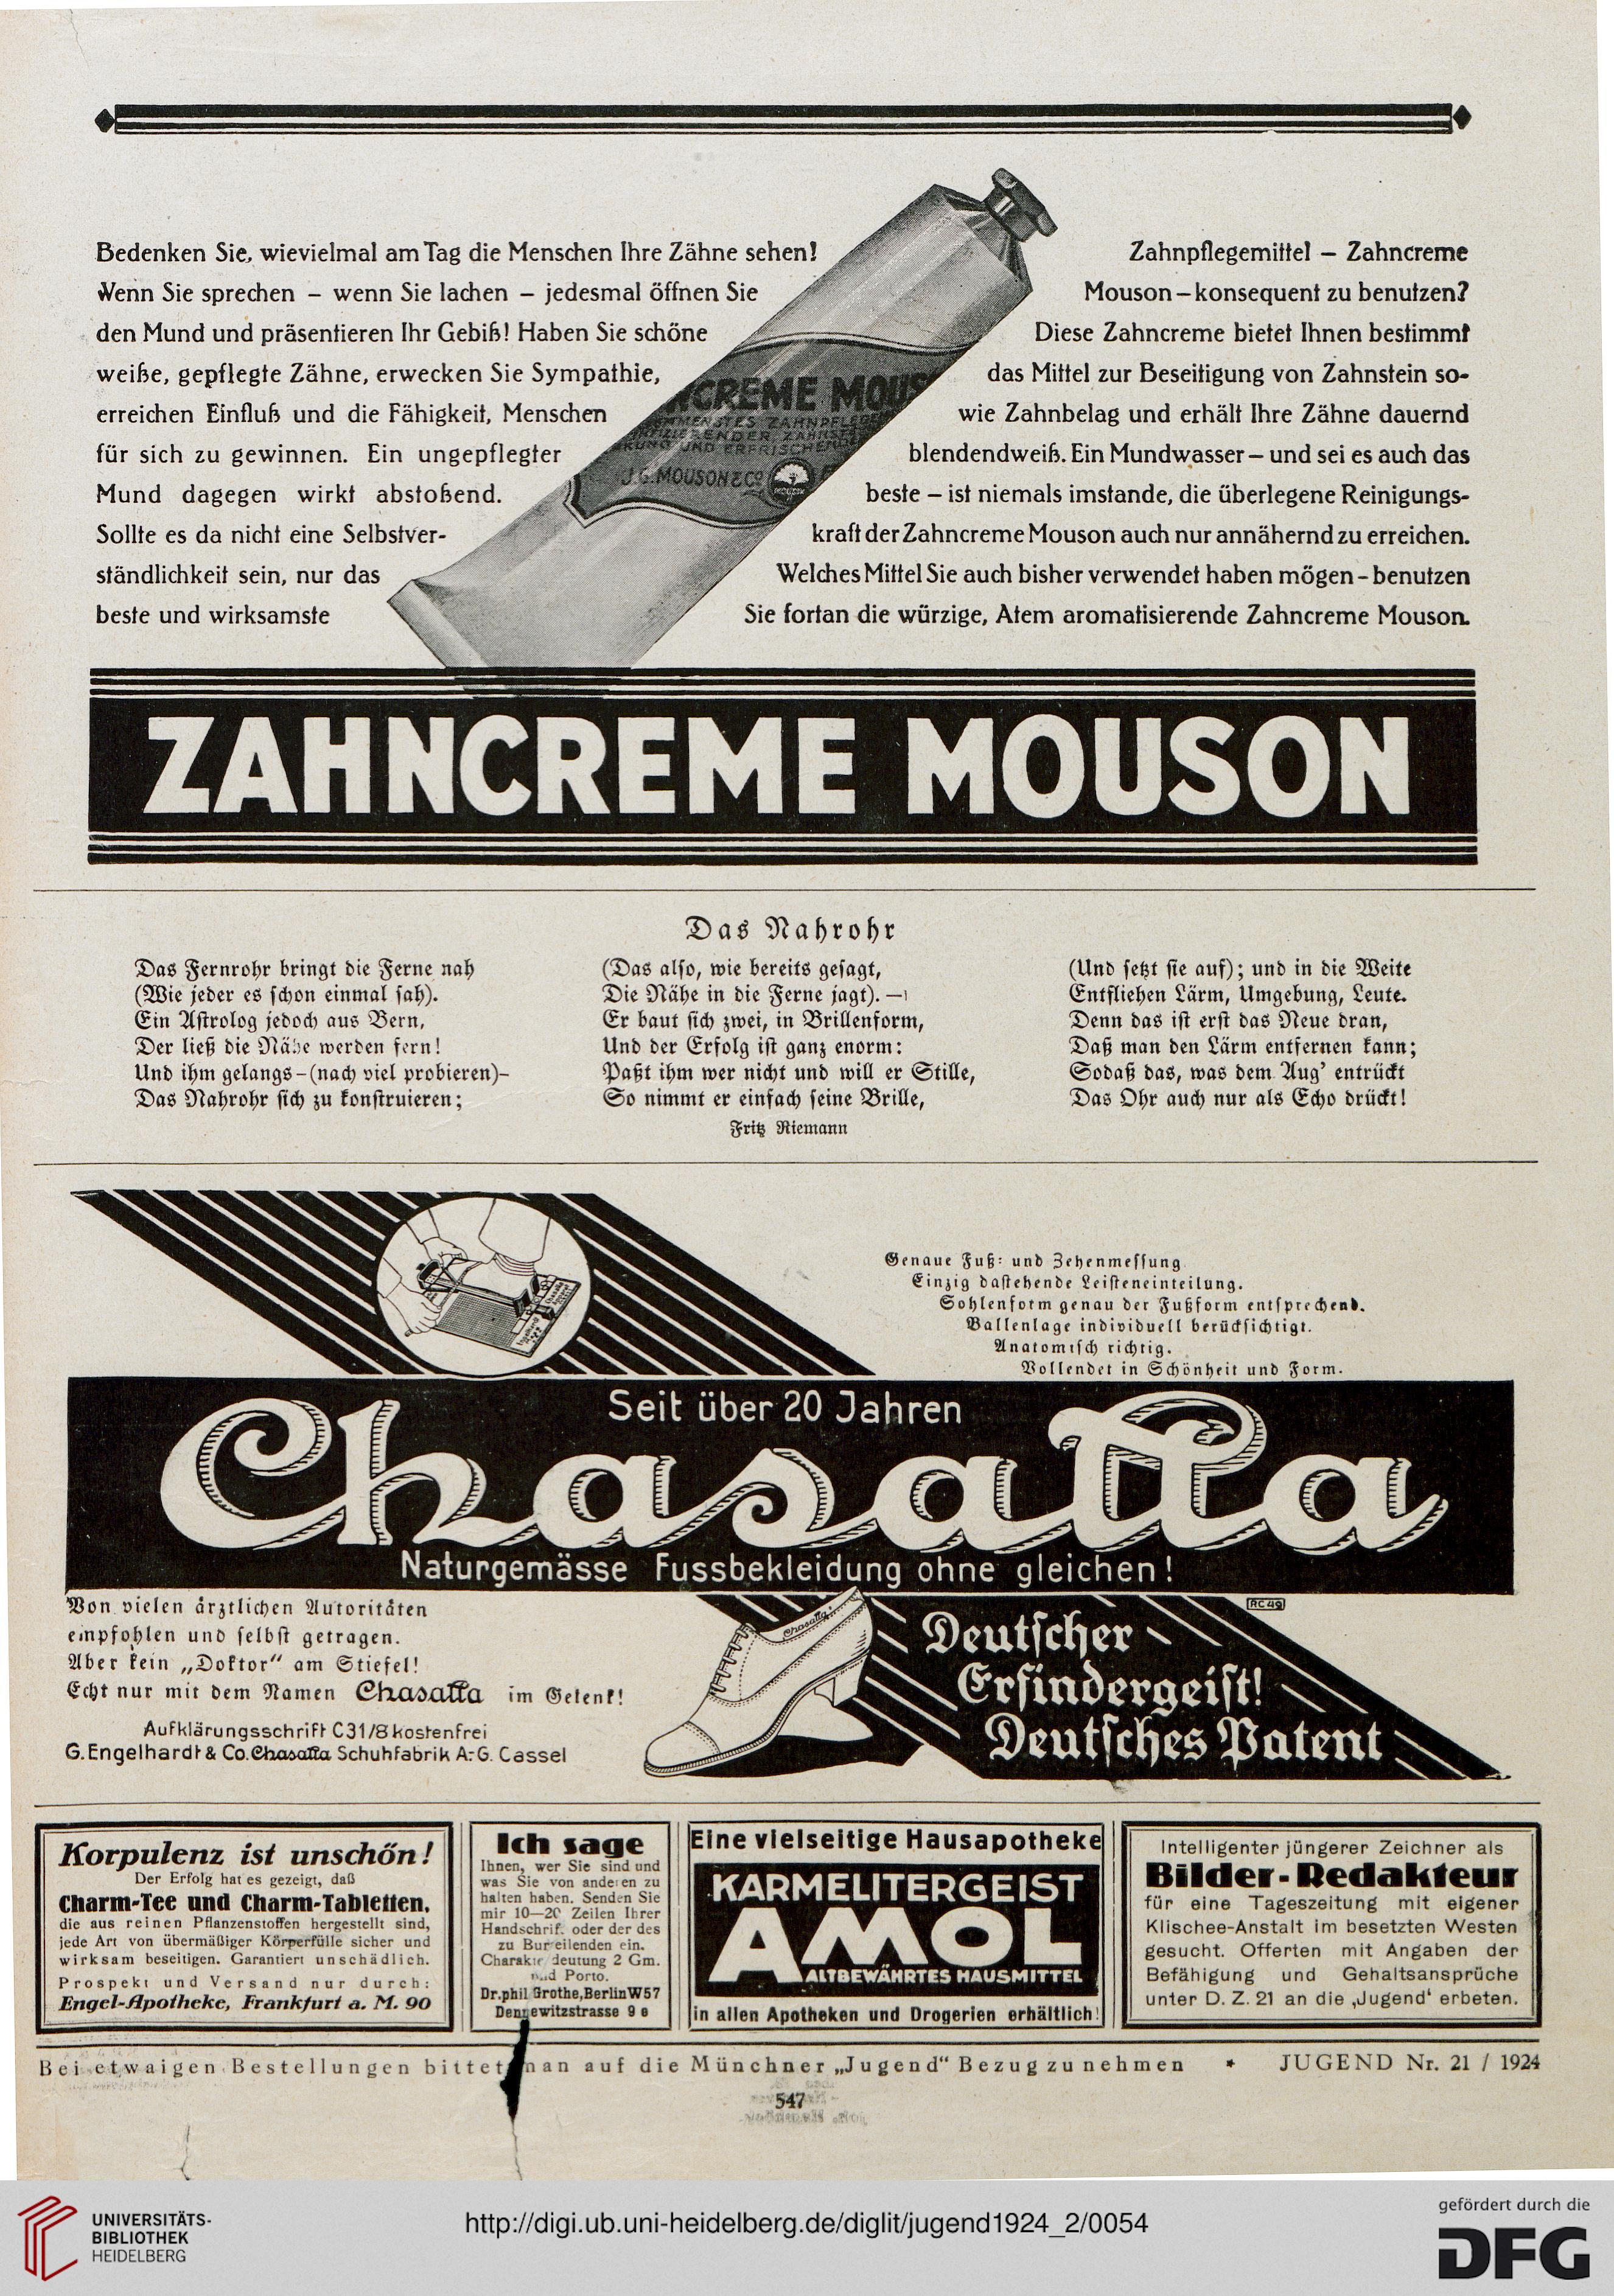 Bedenken Sie, wievielmal am Tag die Menschen Ihre Zähne sehen!
Wenn Sie sprechen – wenn Sie lachen – jedesmal öffnen Sie
den Mund und präsentieren Ihr Gebiß! Haben Sie schöne
weiße, gepflegte Zähne, erwecken Sie Sympathie,
erreichen Einfluß und die Fähigkeit, Menschen
für sich zu gewinnen. Ein ungepflegter
Mund dagegen wirkt abstoßend.
Sollte es da nicht eine Selbstver-
ständlichkeit sein, nur das
beste und wirksamste
CREME MOUS
J.G. MOUSON & Co
Zahnpflegemittel – Zahncreme
Mouson – konsequent zu benutzen?
Diese Zahncreme bietet Ihnen bestimmt
das Mittel zur Beseitigung von Zahnstein so-
wie Zahnbelag und erhält Ihre Zähne dauernd
blendendweiß. Ein Mundwasser – und sei es auch das
beste – ist niemals imstande, die überlegene Reinigungs-
kraft der Zahncreme Mouson auch nur annähernd zu erreichen.
Welches Mittel Sie auch bisher verwendet haben mögen – benutzen
Sie fortan die würzige, Atem aromatisierende Zahncreme Mouson.
ZAHNCREME MOUSON
Das Nahrohr
Das Fernrohr bringt die Ferne nah
(Wie jeder es schon einmal sah).
Ein Astrolog jedoch aus Bern,
Der ließ die Nähe werden fern!
Und ihm gelangs – (nach viel probieren) –
Das Nahrohr sich zu konstruieren;
(Das also, wie bereits gesagt,
Die Nähe in die Ferne jagt). —
Er baut sich zwei, in Brillenform,
Und der Erfolg ist ganz enorm:
Paßt ihm wer nicht und will er Stille,
So nimmt er einfach seine Brille,
(Und setzt sie auf); und in die Weite
Entfliehen Lärm, Umgebung, Leute.
Denn das ist erst das Neue dran,
Daß man den Lärm entfernen kann;
Sodaß das, was dem Aug' entrückt
Das Ohr auch nur als Echo drückt!
Fritz Riemann
Genaue Fuß- und Zehenmessung
Einzig dastehende Leisteneinteilung.
Sohlenform genau der Fußform entsprechend.
Ballenlage individuell berücksichtigt.
Anatomisch richtig.
Vollendet in Schönheit und Form.
Seit über 20 Jahren
Chasalla
Naturgemässe Fussbekleidung ohne gleichen!
Von vielen ärztlichen Autoritäten
empfohlen und selbst getragen.
Aber kein „Doktor“ am Stiefel!
Echt nur mit dem Namen Chasalla im Gelenk!
Aufklärungsschrift C31/8 kostenfrei
G. Engelhardt & Co. Chasalla Schuhfabrik A.-G. Cassel
Chasalla
RC49
Deutscher
Erfindergeist!
Deutsches Patent
Korpulenz ist unschön!
Der Erfolg hat es gezeigt, daß
Charm-Tee und Charm-Tabletten,
die aus reinen Pflanzenstoffen hergestellt sind,
jede Art von übermäßiger Körperfülle sicher und
wirksam beseitigen. Garantiert unschädlich.
Prospekt und Versand nur durch:
Engel-Apotheke, Frankfurt a. M. 90
Ich sage
Ihnen, wer Sie sind und
was Sie von anderen zu
halten haben. Senden Sie
mir 10—20 Zeilen Ihrer
Handschrift oder der des
zu Bur eilenden ein.
Charakterdeutung 2 Gm.
und Porto.
Dr. phil Grothe, Berlin W57
Dennewitzstrasse 9 e
Eine vielseitige Hausapotheke
KARMELITERGEIST
AMOL
ALTBEWÄHRTES HAUSMITTEL
in allen Apotheken und Drogerien erhältlich!
Intelligenter jüngerer Zeichner als
Bilder-Redakteur
für eine Tageszeitung mit eigener
Klischee-Anstalt im besetzten Westen
gesucht. Offerten mit Angaben der
Befähigung und Gehaltsansprüche
unter D. Z. 21 an die ‚Jugend‘ erbeten.
Bei etwaigen Bestellungen bittet man auf die Münchner „Jugend“ Bezug zu nehmen * JUGEND Nr. 21 / 1924
547
UNIVERSITÄTS-
BIBLIOTHEK
HEIDELBERG
http://digi.ub.uni-heidelberg.de/diglit/jugend1924_2/0054
gefördert durch die
DFG